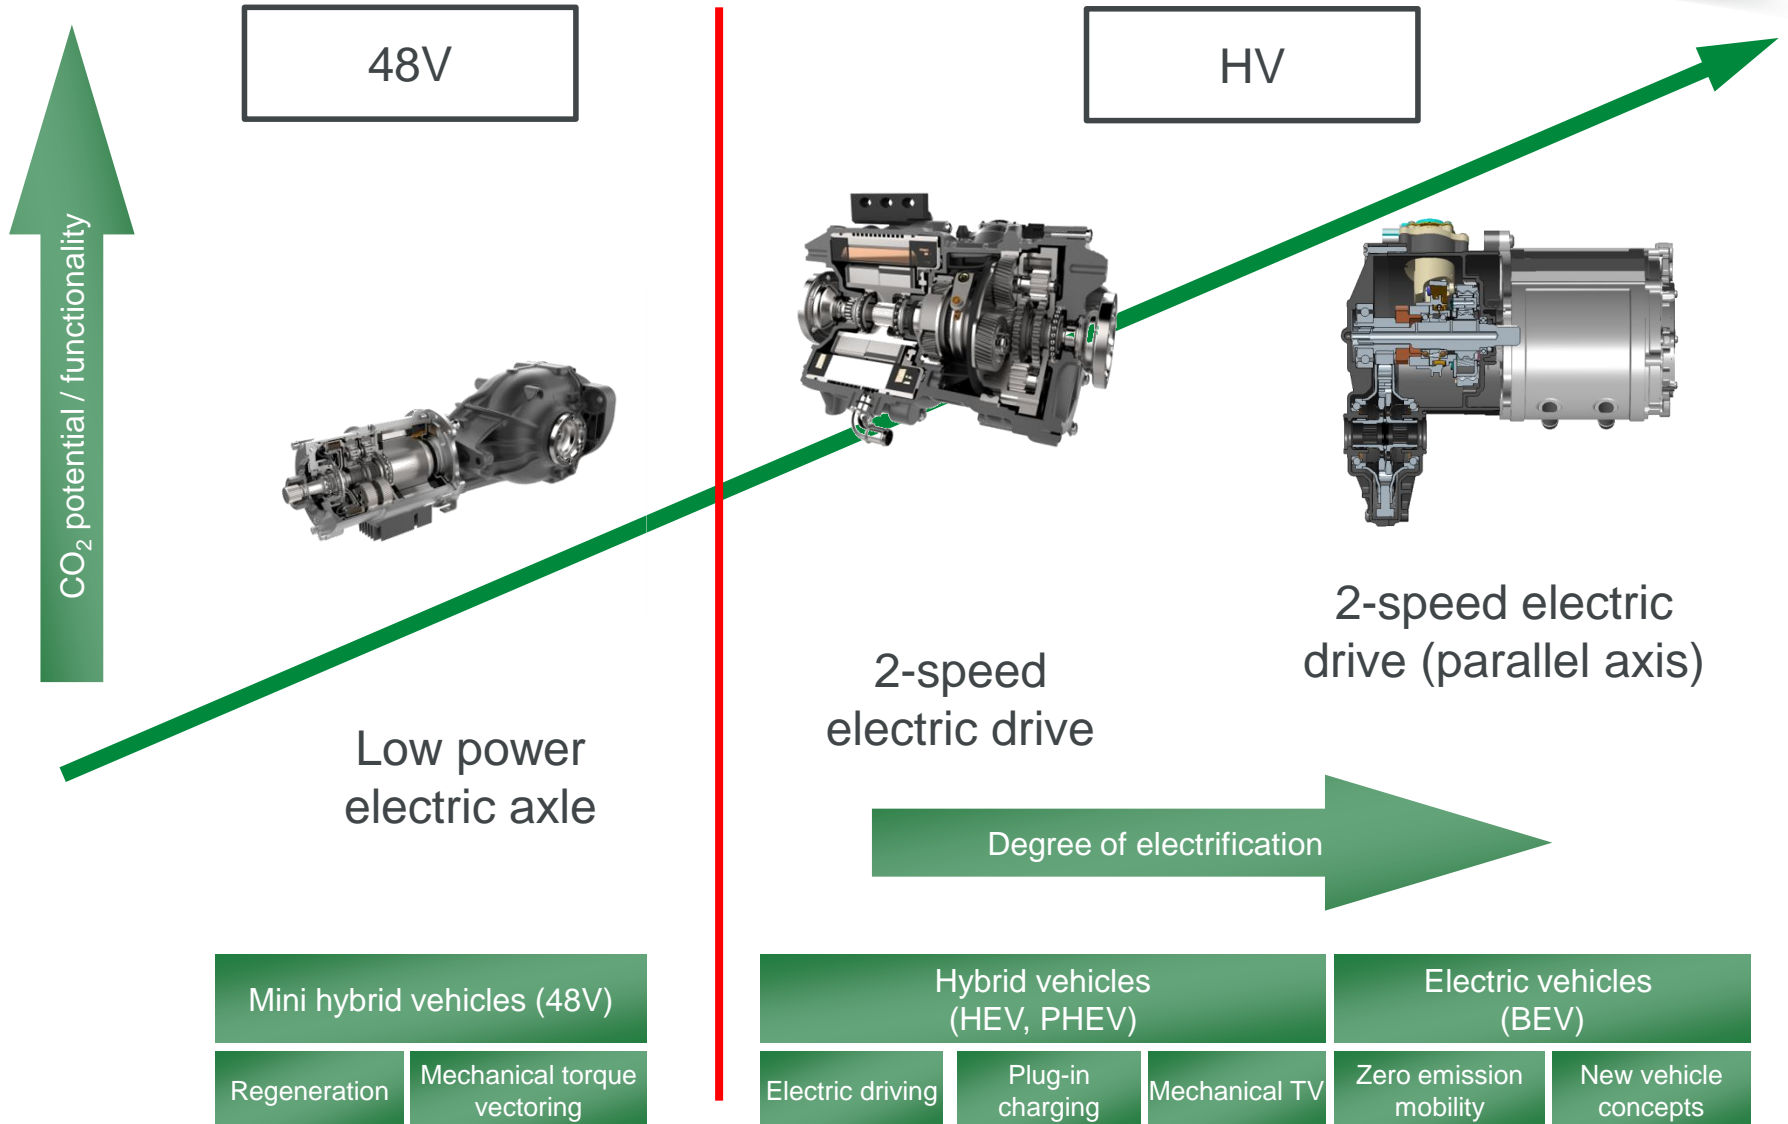 48V
HV
CO₂ potential / functionality
2-speed electric
drive (parallel axis)
2-speed
electric drive
Low power
electric axle
Degree of electrification
Mini hybrid vehicles (48V)
Hybrid vehicles
(HEV, PHEV)
Electric vehicles
(BEV)
Regeneration
Mechanical torque
vectoring
Electric driving
Plug-in
charging
Mechanical TV
Zero emission
mobility
New vehicle
concepts